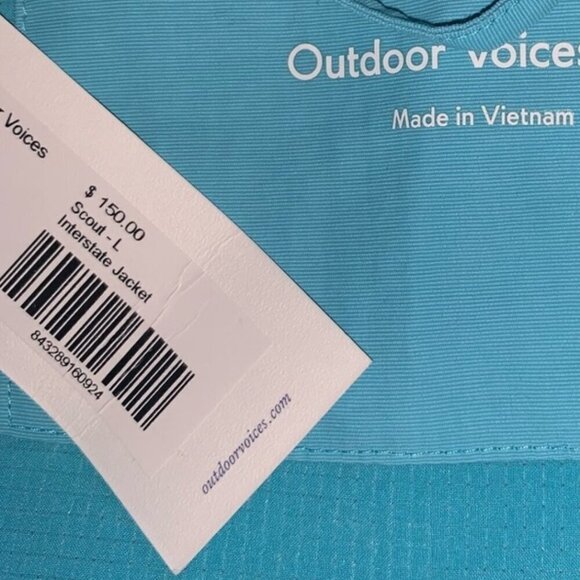 Outdoor Voices
Made in Vietnam
r Voices
$ 150.00
Scout - L
Interstate Jacket
843289160924
outdoorvoices.com